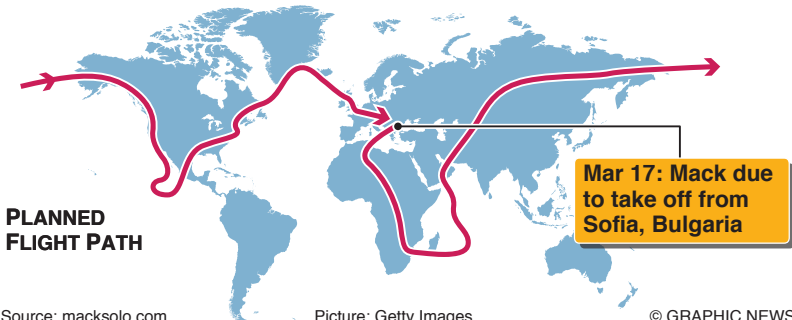 Mar 17: Mack due
to take off from
Sofia, Bulgaria
PLANNED
FLIGHT PATH
Source: macksolo.com
Picture: Getty Images
© GRAPHIC NEWS